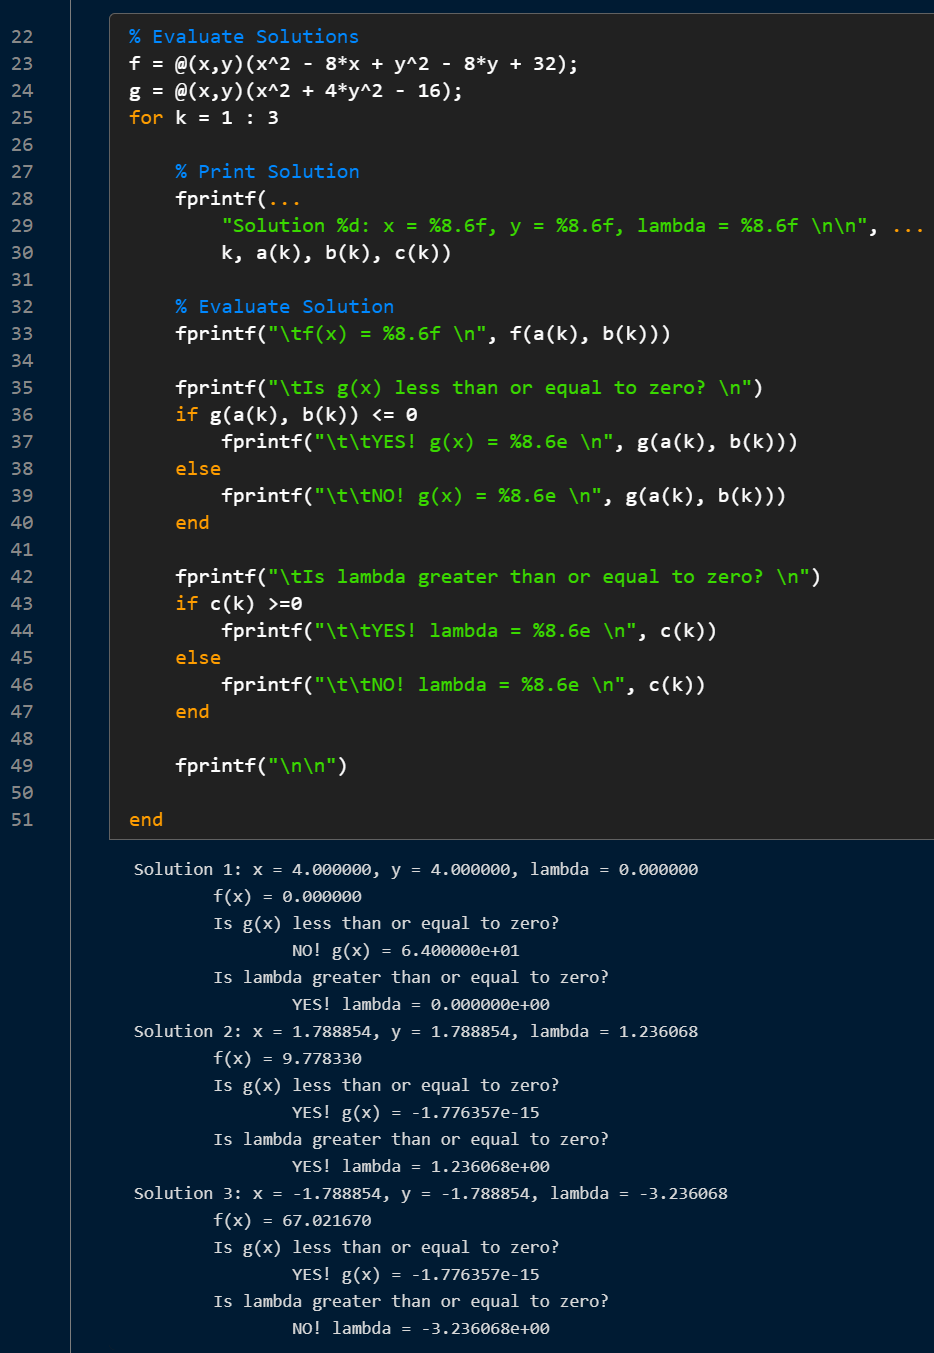 22 % Evaluate Solutions
23 f = @(x,y)(x^2 - 8*x + y^2 - 8*y + 32);
24 g = @(x,y)(x^2 + 4*y^2 - 16);
25 for k = 1 : 3
26
27 % Print Solution
28 fprintf(...
29 "Solution %d: x = %8.6f, y = %8.6f, lambda = %8.6f \n\n", ...
30 k, a(k), b(k), c(k))
31
32 % Evaluate Solution
33 fprintf("\tf(x) = %8.6f \n", f(a(k), b(k)))
34
35 fprintf("\tIs g(x) less than or equal to zero? \n")
36 if g(a(k), b(k)) <= 0
37 fprintf("\t\tYES! g(x) = %8.6e \n", g(a(k), b(k)))
38 else
39 fprintf("\t\tNO! g(x) = %8.6e \n", g(a(k), b(k)))
40 end
41
42 fprintf("\tIs lambda greater than or equal to zero? \n")
43 if c(k) >=0
44 fprintf("\t\tYES! lambda = %8.6e \n", c(k))
45 else
46 fprintf("\t\tNO! lambda = %8.6e \n", c(k))
47 end
48
49 fprintf("\n\n")
50
51 end
Solution 1: x = 4.000000, y = 4.000000, lambda = 0.000000
f(x) = 0.000000
Is g(x) less than or equal to zero?
NO! g(x) = 6.400000e+01
Is lambda greater than or equal to zero?
YES! lambda = 0.000000e+00
Solution 2: x = 1.788854, y = 1.788854, lambda = 1.236068
f(x) = 9.778330
Is g(x) less than or equal to zero?
YES! g(x) = -1.776357e-15
Is lambda greater than or equal to zero?
YES! lambda = 1.236068e+00
Solution 3: x = -1.788854, y = -1.788854, lambda = -3.236068
f(x) = 67.021670
Is g(x) less than or equal to zero?
YES! g(x) = -1.776357e-15
Is lambda greater than or equal to zero?
NO! lambda = -3.236068e+00